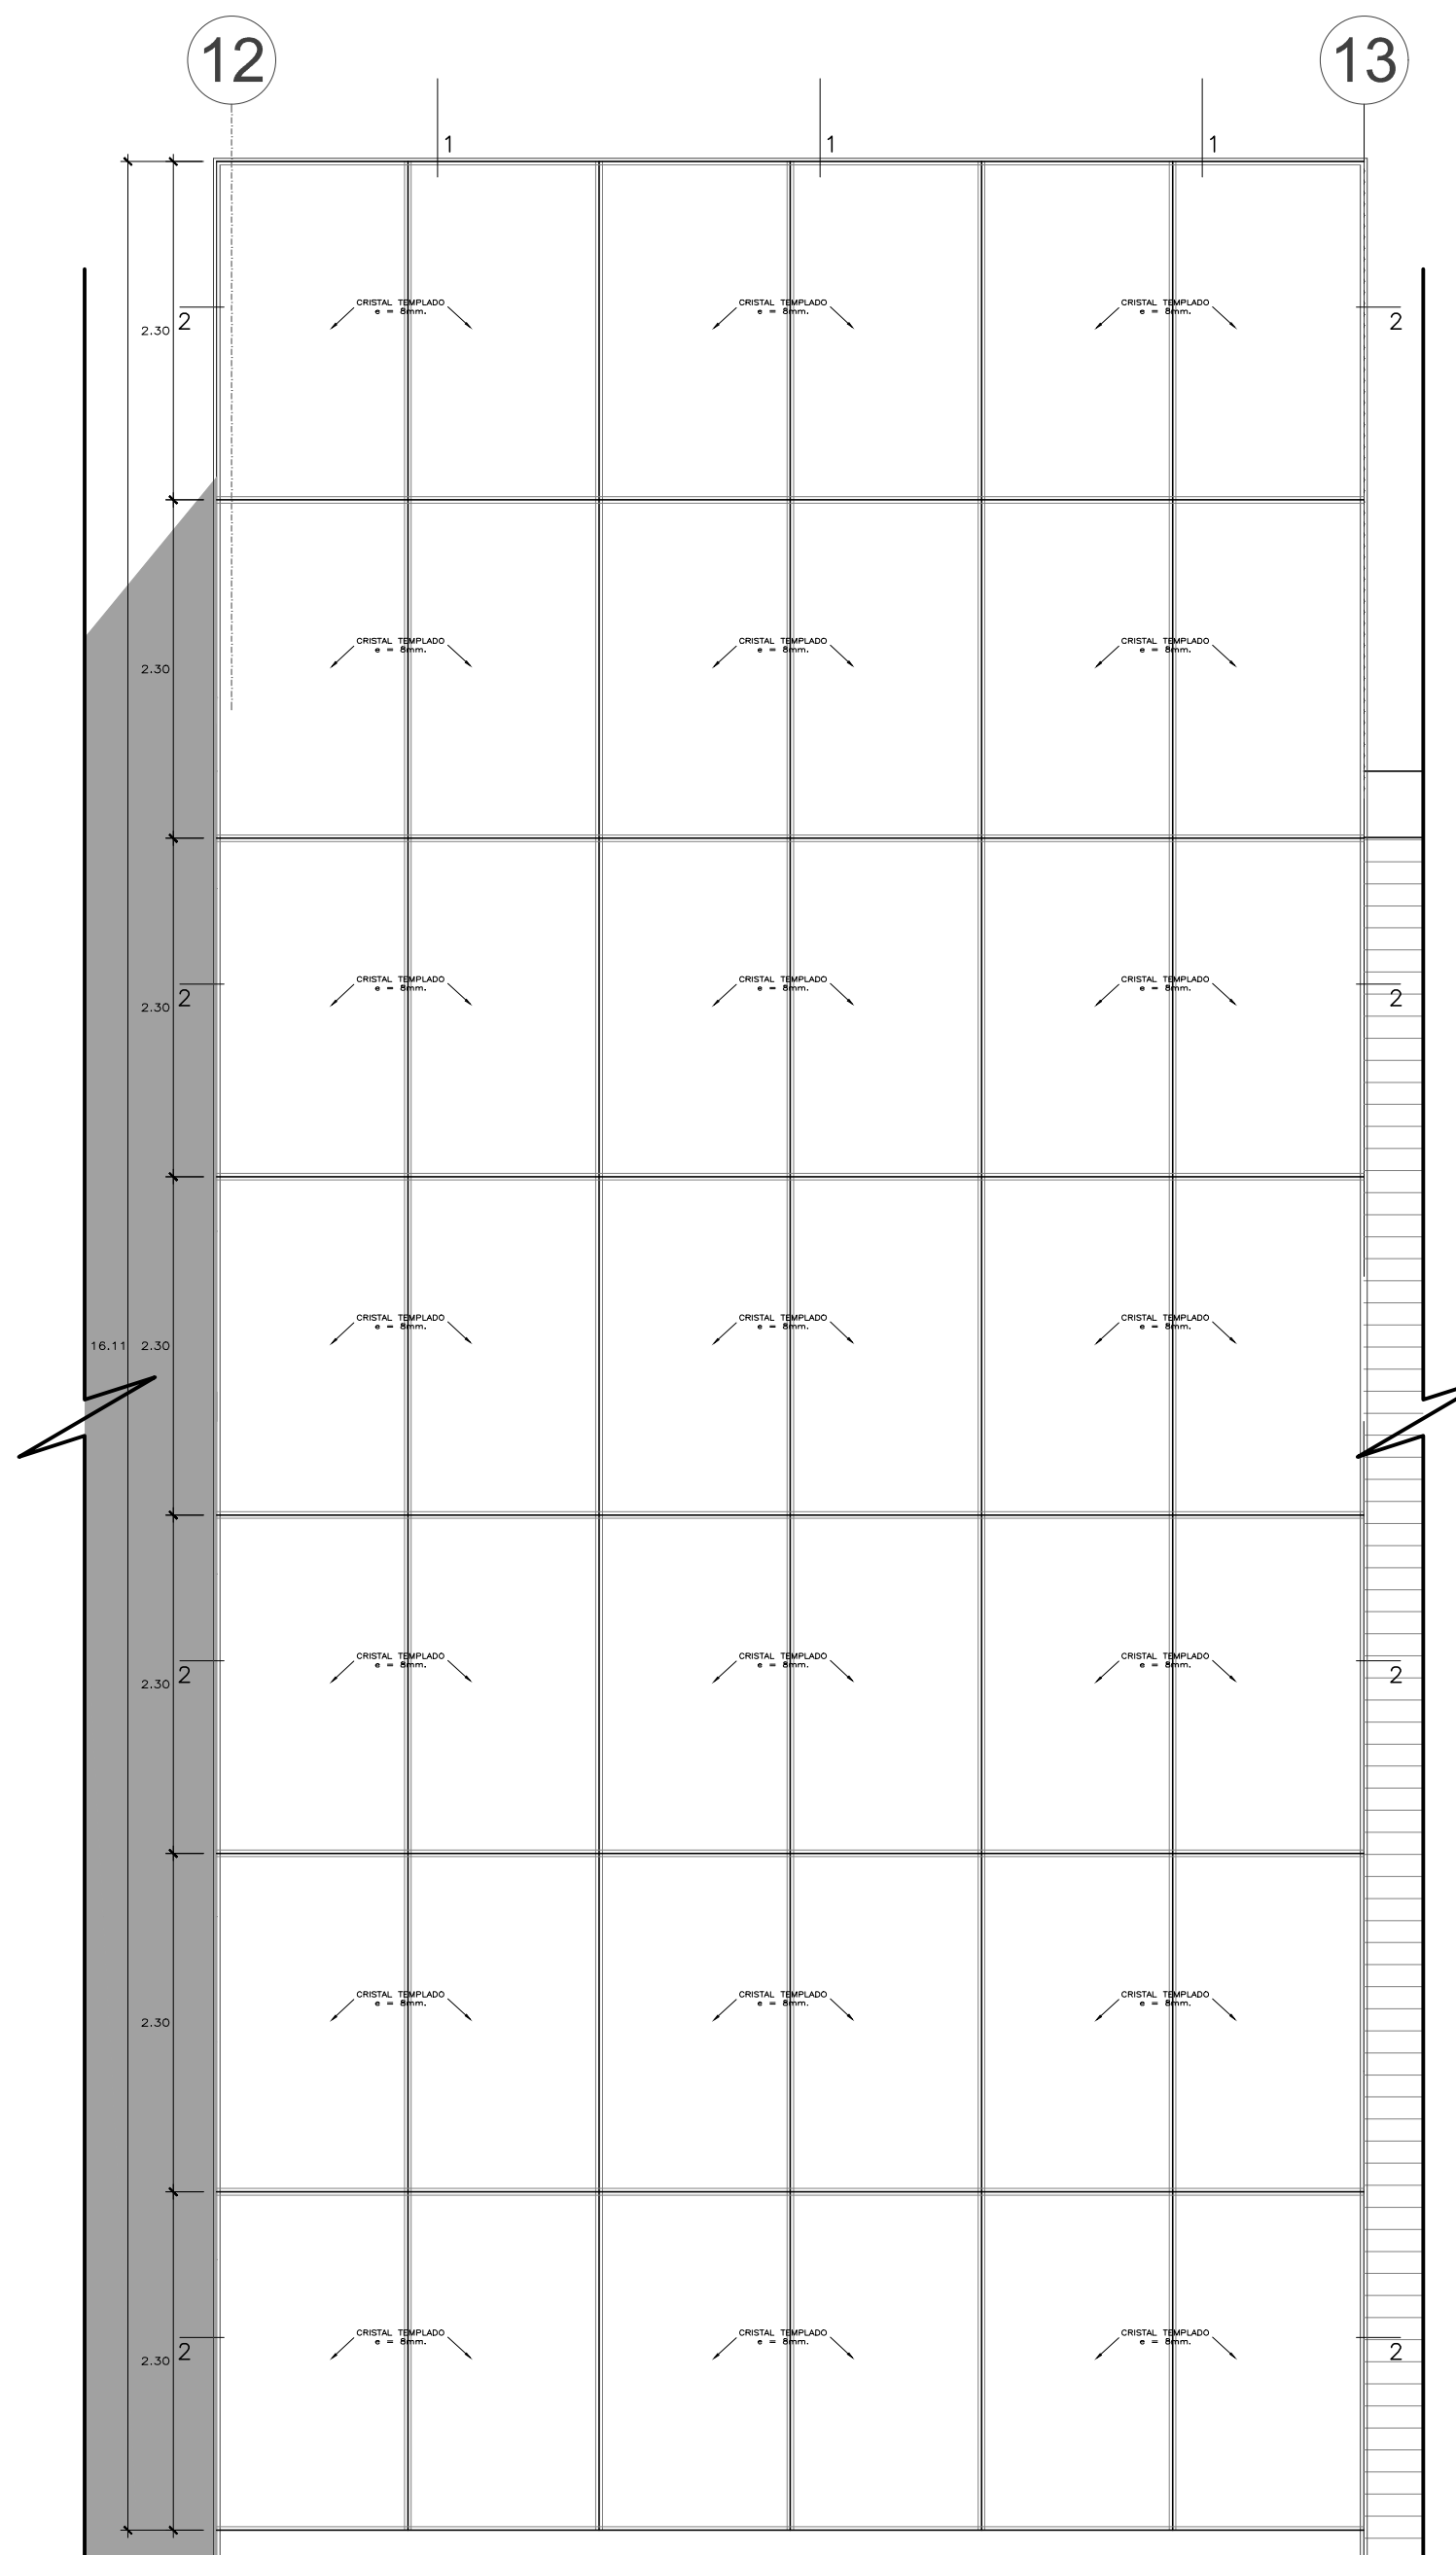 12
13
1
1
1
CRISTAL TEMPLADO
e = 8mm.
CRISTAL TEMPLADO
e = 8mm.
CRISTAL TEMPLADO
e = 8mm.
2.30
2
2
CRISTAL TEMPLADO
e = 8mm.
CRISTAL TEMPLADO
e = 8mm.
CRISTAL TEMPLADO
e = 8mm.
2.30
CRISTAL TEMPLADO
e = 8mm.
CRISTAL TEMPLADO
e = 8mm.
CRISTAL TEMPLADO
e = 8mm.
2.30
2
2
CRISTAL TEMPLADO
e = 8mm.
CRISTAL TEMPLADO
e = 8mm.
CRISTAL TEMPLADO
e = 8mm.
16.11
2.30
CRISTAL TEMPLADO
e = 8mm.
CRISTAL TEMPLADO
e = 8mm.
CRISTAL TEMPLADO
e = 8mm.
2.30
2
2
CRISTAL TEMPLADO
e = 8mm.
CRISTAL TEMPLADO
e = 8mm.
CRISTAL TEMPLADO
e = 8mm.
2.30
CRISTAL TEMPLADO
e = 8mm.
CRISTAL TEMPLADO
e = 8mm.
CRISTAL TEMPLADO
e = 8mm.
2.30
2
2